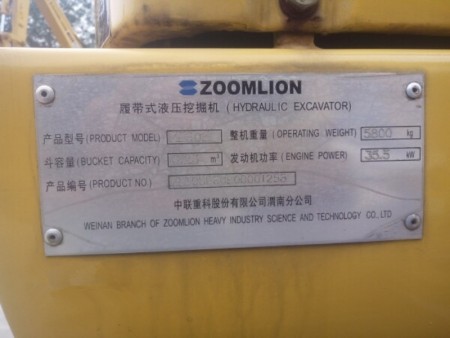 ZOOMLION
履带式液压挖掘机 (HYDRAULIC EXCAVATOR)
产品型号(PRODUCT MODEL) 整机重量 (OPERATING WEIGHT) 5800 kg
斗容量(BUCKET CAPACITY) m³ 发动机功率 (ENGINE POWER) 35.5 kW
产品编号 (PRODUCT NO.)
中联重科股份有限公司渭南分公司
WEINAN BRANCH OF ZOOMLION HEAVY INDUSTRY SCIENCE AND TECHNOLOGY CO., LTD